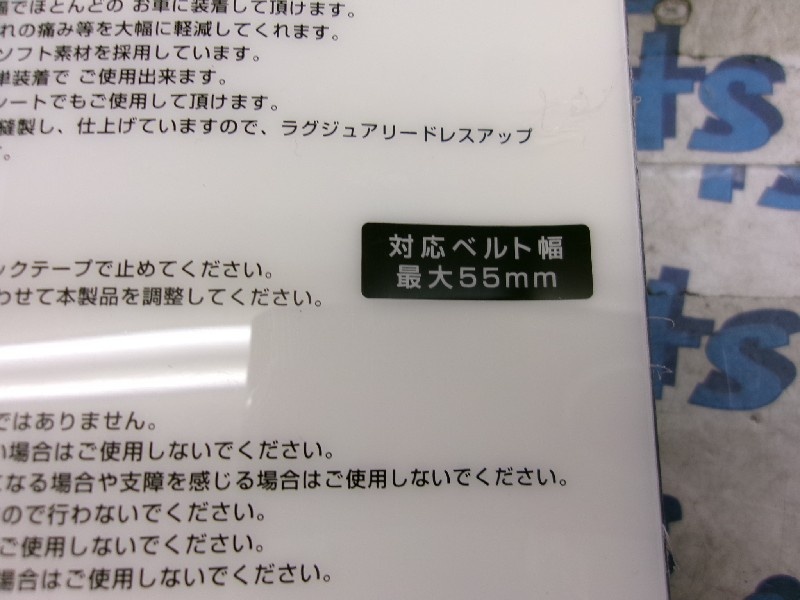 幅でほとんどの お車に装着して頂けます。
れの痛み等を大幅に軽減してくれます。
ソフト素材を採用しています。
単装着で ご使用出来ます。
シートでもご使用して頂けます。
縫製し、仕上げていますので、ラグジュアリードレスアップ
す。
対応ベルト幅
最大55mm
ックテープで止めてください。
わせて本製品を調整してください。
ではありません。
い場合はご使用しないでください。
になる場合や支障を感じる場合はご使用しないでください。
ので行わないでください。
ご使用しないでください。
場合はご使用しないでください。
ts
ts